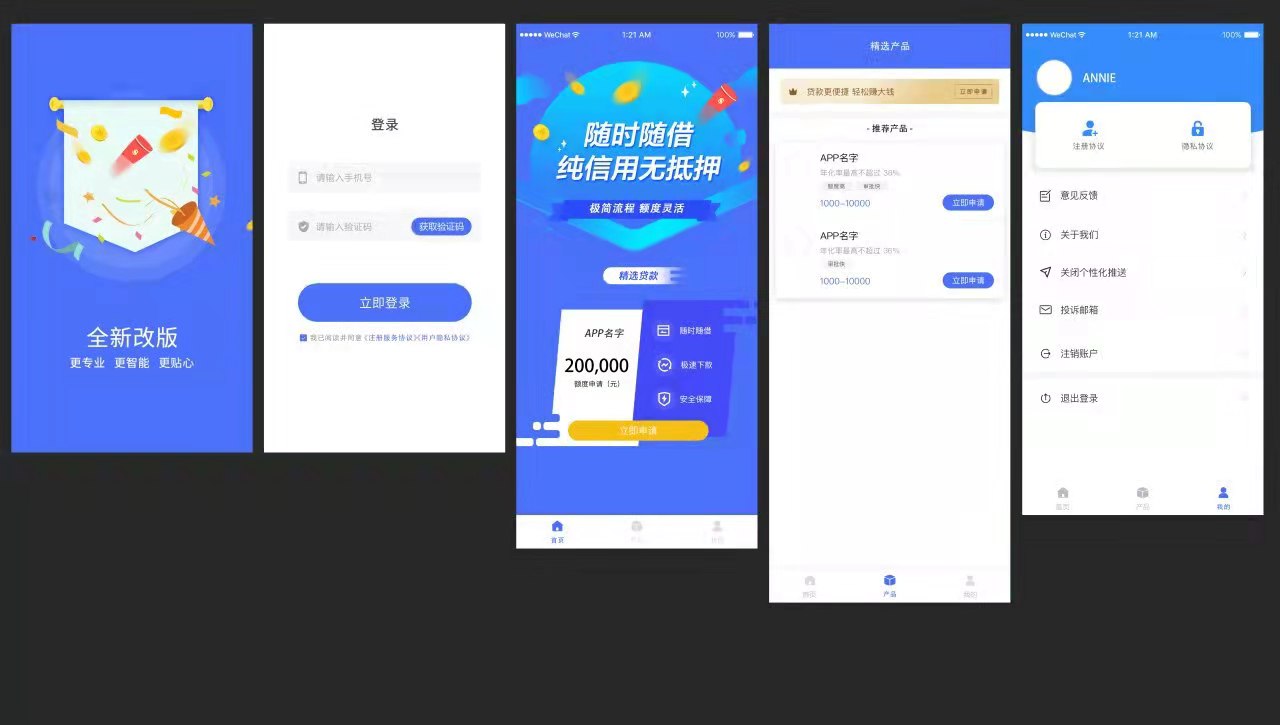 全新改版
更专业 更智能 更贴心
登录
请输入手机号
请输入验证码 获取验证码
立即登录
我已阅读并同意《注册服务协议》《用户隐私协议》
WeChat 1:21 AM 100%
随时随借
纯信用无抵押
极简流程 额度灵活
精选贷款
APP名字
200,000
额度申请（元）
随时随借
极速下款
安全保障
立即申请
首页
精选产品
贷款更便捷 轻松赚大钱 立即申请
- 推荐产品 -
APP名字
年化率最高不超过 36%
额度高 审批快
1000-10000 立即申请
APP名字
年化率最高不超过 36%
审批快
1000-10000 立即申请
首页 产品 我的
WeChat 1:21 AM 100%
ANNIE
注册协议 隐私协议
意见反馈
关于我们
关闭个性化推送
投诉邮箱
注销账户
退出登录
首页 产品 我的